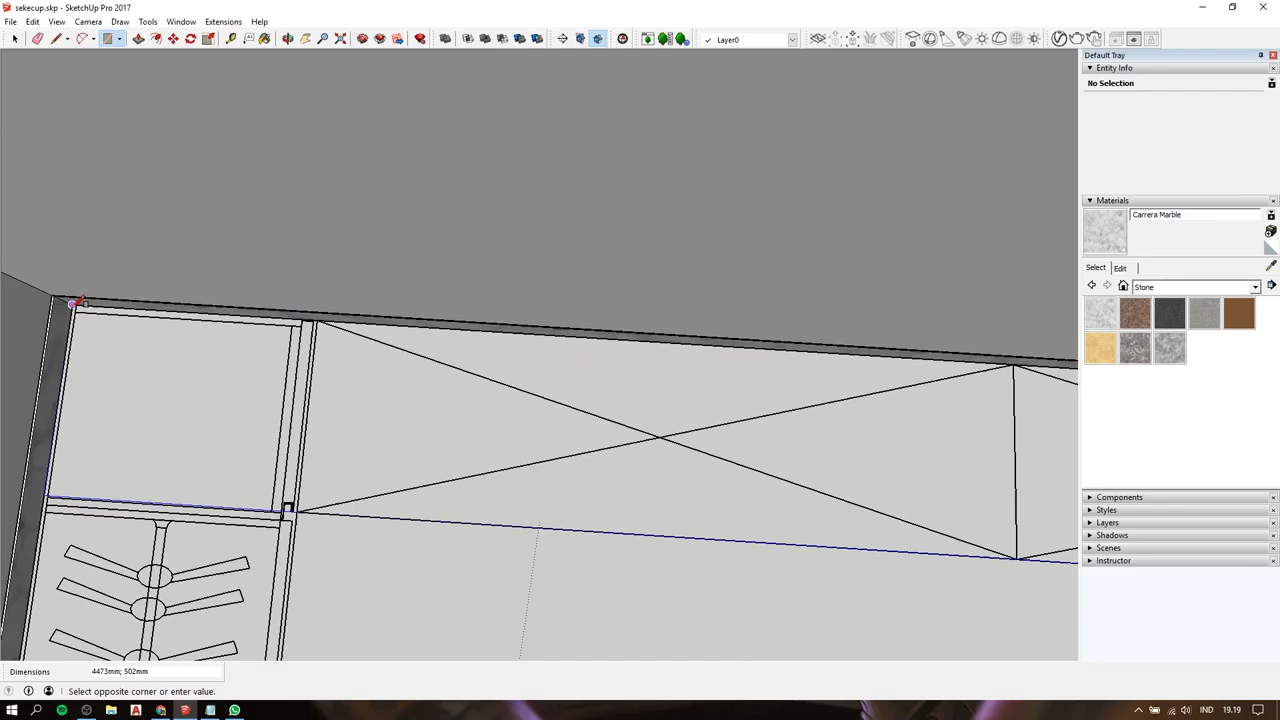 sekecup.skp - SketchUp Pro 2017
File Edit View Camera Draw Tools Window Extensions Help
Layer0
Default Tray
Entity Info
No Selection
Materials
Carrera Marble
Select Edit
Stone
Components
Styles
Layers
Shadows
Scenes
Instructor
Dimensions 4473mm; 502mm
Select opposite corner or enter value.
IND 19.19